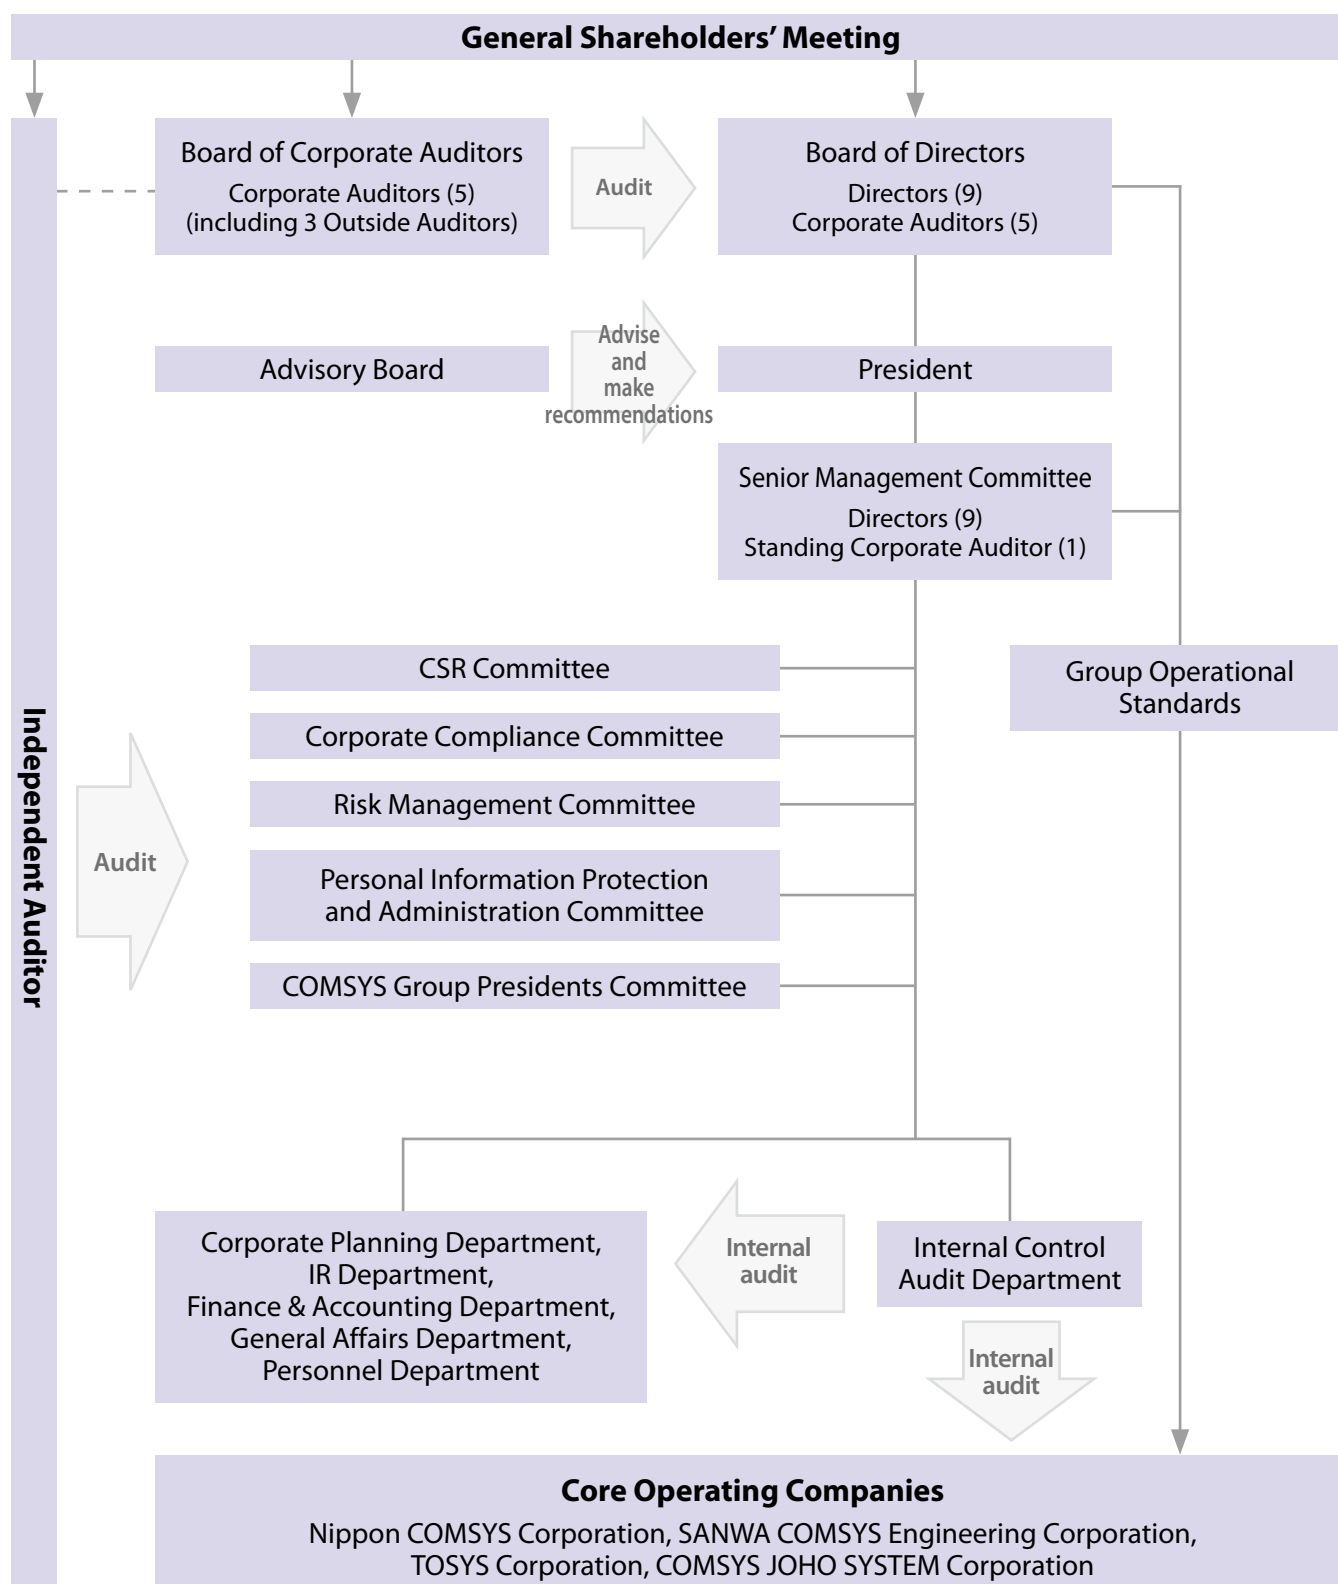 General Shareholders’ Meeting
Board of Corporate Auditors
Corporate Auditors (5)
(including 3 Outside Auditors)
Audit
Board of Directors
Directors (9)
Corporate Auditors (5)
Advisory Board
Advise
and
make
recommendations
President
Senior Management Committee
Directors (9)
Standing Corporate Auditor (1)
CSR Committee
Group Operational
Standards
Corporate Compliance Committee
Risk Management Committee
Independent Auditor
Audit
Personal Information Protection
and Administration Committee
COMSYS Group Presidents Committee
Corporate Planning Department,
IR Department,
Finance & Accounting Department,
General Affairs Department,
Personnel Department
Internal
audit
Internal Control
Audit Department
Internal
audit
Core Operating Companies
Nippon COMSYS Corporation, SANWA COMSYS Engineering Corporation,
TOSYS Corporation, COMSYS JOHO SYSTEM Corporation